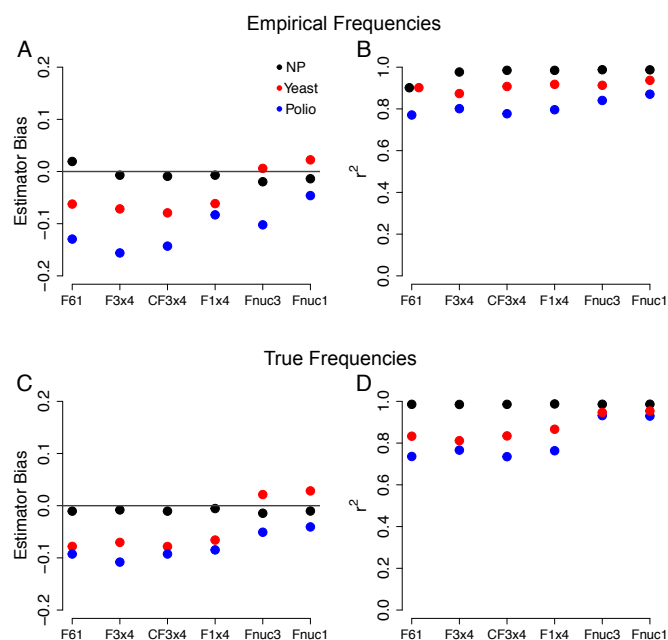 Empirical Frequencies
A
B
0.2
0.1
0.0
−0.1
−0.2
Estimator Bias
NP
Yeast
Polio
F61 F3x4 CF3x4 F1x4 Fnuc3 Fnuc1
1.0
0.8
0.6
0.4
0.2
0.0
r2
F61 F3x4 CF3x4 F1x4 Fnuc3 Fnuc1
True Frequencies
C
D
0.2
0.1
0.0
−0.1
−0.2
Estimator Bias
F61 F3x4 CF3x4 F1x4 Fnuc3 Fnuc1
1.0
0.8
0.6
0.4
0.2
0.0
r2
F61 F3x4 CF3x4 F1x4 Fnuc3 Fnuc1